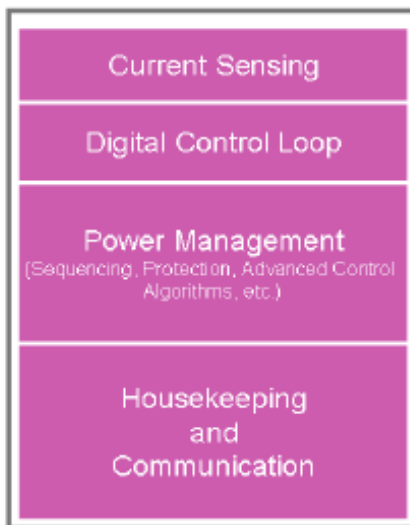 Current Sensing
Digital Control Loop
Power Management
(Sequencing, Protection, Advanced Control
Algorithms, etc.)
Housekeeping
and
Communication